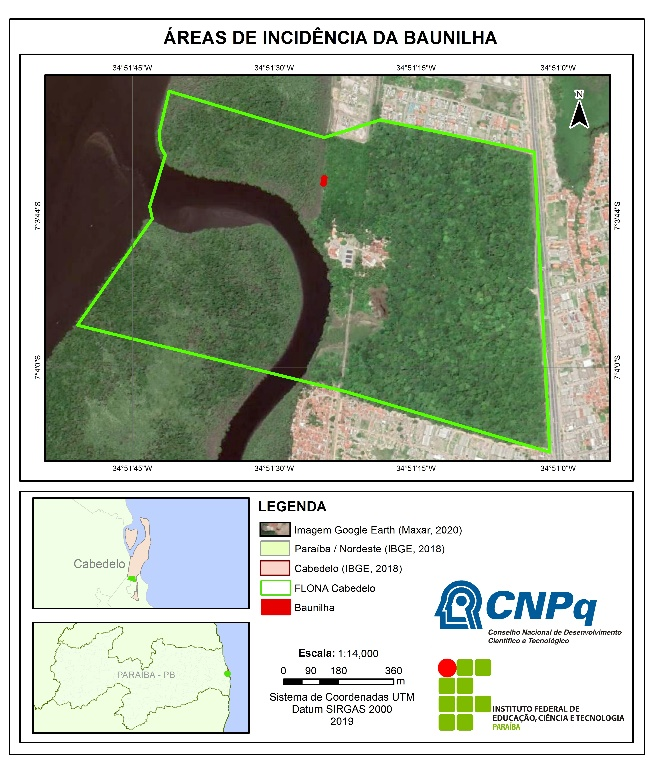 ÁREAS DE INCIDÊNCIA DA BAUNILHA
34°51'45"W 34°51'30"W 34°51'15"W 34°51'0"W
N
7°3'44"S 7°3'44"S
7°4'0"S 7°4'0"S
34°51'45"W 34°51'30"W 34°51'15"W 34°51'0"W
Cabedelo
PARAÍBA - PB
LEGENDA
Imagem Google Earth (Maxar, 2020)
Paraíba / Nordeste (IBGE, 2018)
Cabedelo (IBGE, 2018)
FLONA Cabedelo
Baunilha
Escala: 1:14,000
0 90 180 360
m
Sistema de Coordenadas UTM
Datum SIRGAS 2000
2019
CNPq
Conselho Nacional de Desenvolvimento
Científico e Tecnológico
INSTITUTO FEDERAL DE
EDUCAÇÃO, CIÊNCIA E TECNOLOGIA
PARAÍBA